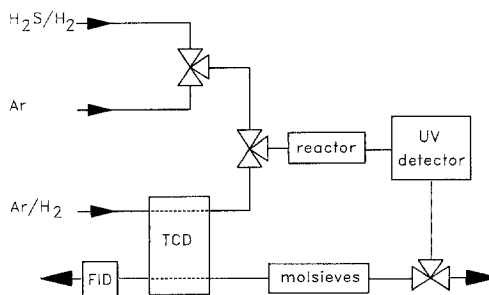 H₂S/H₂
Ar
reactor
UV
detector
Ar/H₂
TCD
FID
molsieves